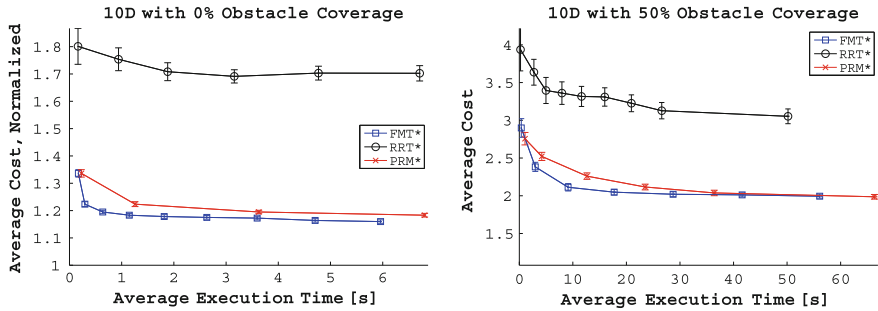 10D with 0% Obstacle Coverage
Average Cost, Normalized
1.8
1.7
1.6
1.5
1.4
1.3
1.2
1.1
1
FMT*
RRT*
PRM*
0 1 2 3 4 5 6
Average Execution Time [s]
10D with 50% Obstacle Coverage
Average Cost
4
3.5
3
2.5
2
1.5
FMT*
RRT*
PRM*
0 10 20 30 40 50 60
Average Execution Time [s]